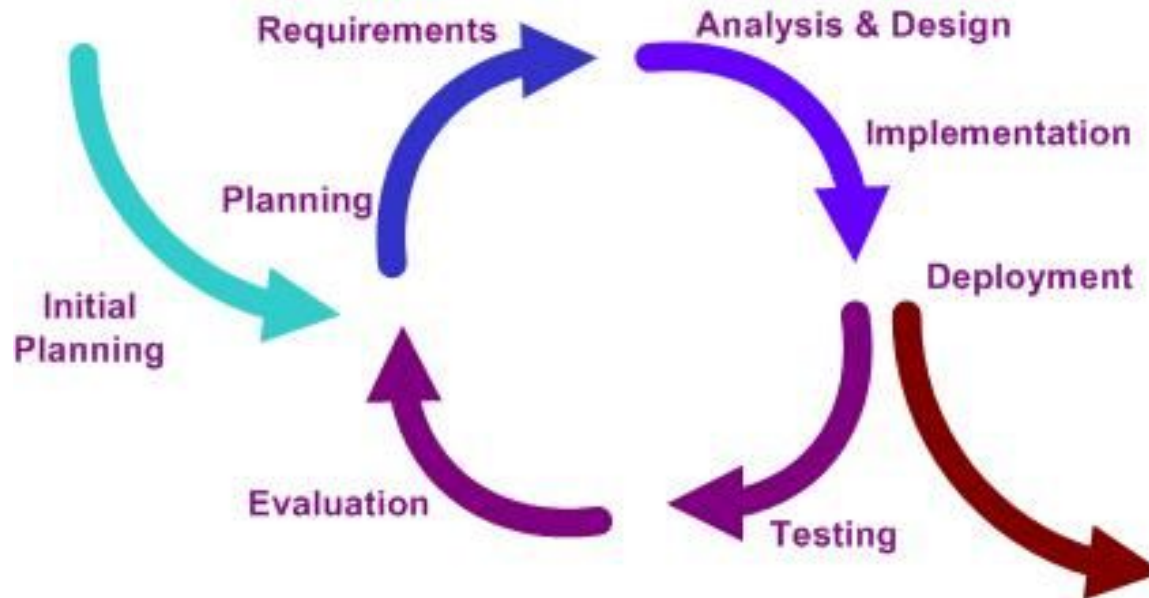 Requirements
Analysis & Design
Implementation
Planning
Deployment
Initial
Planning
Evaluation
Testing